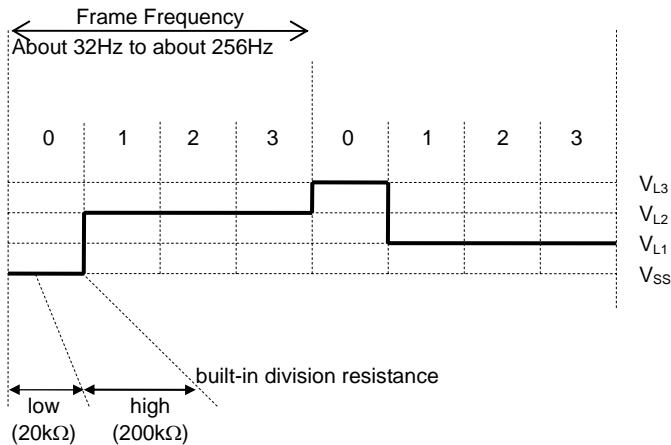 Frame Frequency
About 32Hz to about 256Hz
0 1 2 3 0 1 2 3
VL3
VL2
VL1
VSS
built-in division resistance
low high
(20kΩ) (200kΩ)